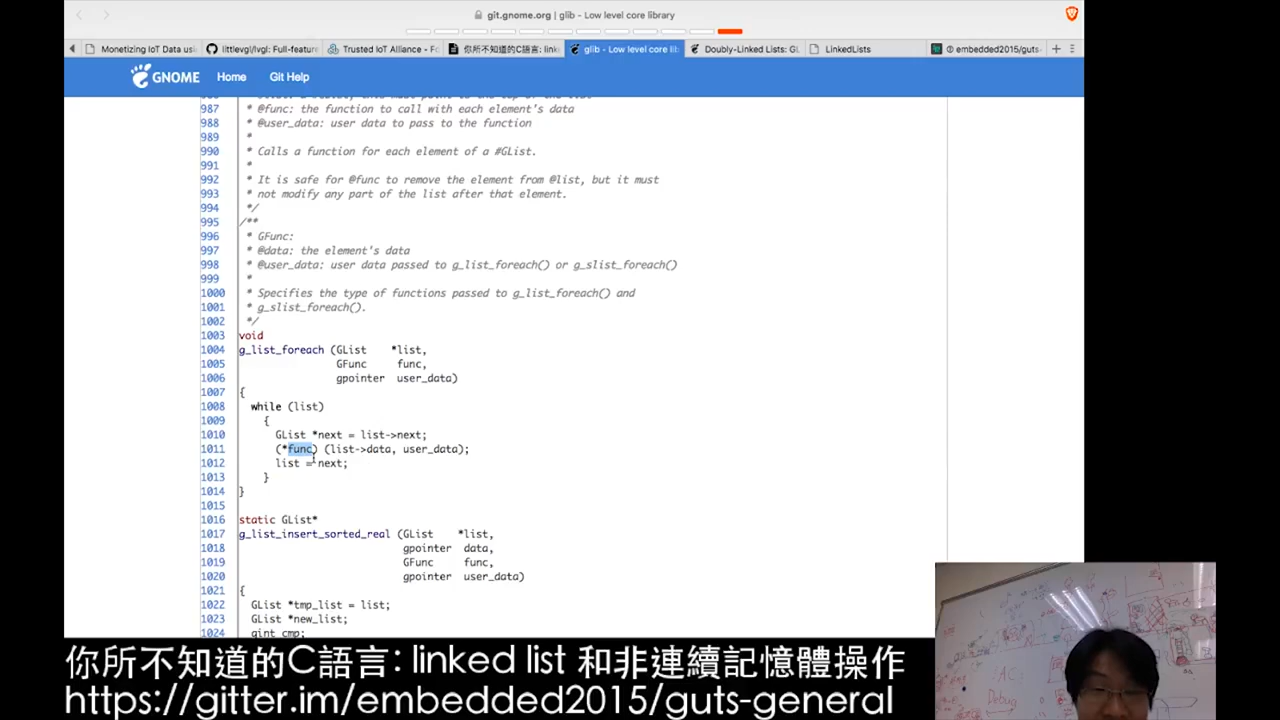 git.gnome.org | glib - Low level core library
Monetizing IoT Data usin
littlevgl/lvgl: Full-feature
Trusted IoT Alliance - Fo
你所不知道的C語言: link
glib - Low level core lib
Doubly-Linked Lists: GL
LinkedLists
embedded2015/guts-
GNOME Home Git Help
987 * @func: the function to call with each element's data
988 * @user_data: user data to pass to the function
989 *
990 * Calls a function for each element of a #GList.
991 *
992 * It is safe for @func to remove the element from @list, but it must
993 * not modify any part of the list after that element.
994 */
995 /**
996 * GFunc:
997 * @data: the element's data
998 * @user_data: user data passed to g_list_foreach() or g_slist_foreach()
999 *
1000 * Specifies the type of functions passed to g_list_foreach() and
1001 * g_slist_foreach().
1002 */
1003 void
1004 g_list_foreach (GList *list,
1005 GFunc func,
1006 gpointer user_data)
1007 {
1008 while (list)
1009 {
1010 GList *next = list->next;
1011 (*func) (list->data, user_data);
1012 list = next;
1013 }
1014 }
1015
1016 static GList*
1017 g_list_insert_sorted_real (GList *list,
1018 gpointer data,
1019 GFunc func,
1020 gpointer user_data)
1021 {
1022 GList *tmp_list = list;
1023 GList *new_list;
1024 gint cmp;
AC:
Debug
你所不知道的C語言: linked list 和非連續記憶體操作
https://gitter.im/embedded2015/guts-general